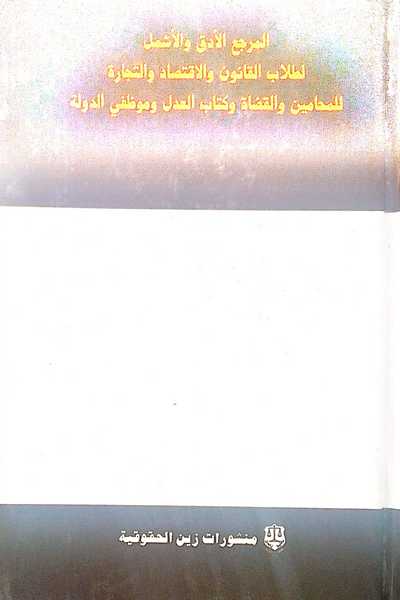 المرجع الأدق والأشمل
لطلاب القانون والاقتصاد والتجارة
للمحامين والقضاة وكتاب العدل وموظفي الدولة
منشورات زين الحقوقية